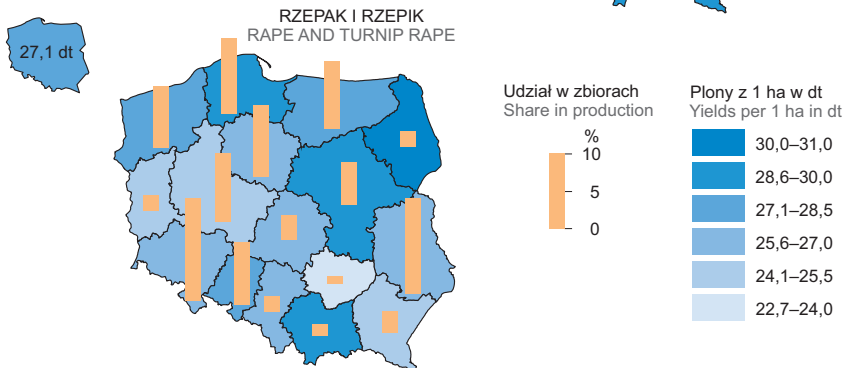 RZEPAK I RZEPIK
RAPE AND TURNIP RAPE
27,1 dt
Udział w zbiorach
Share in production
%
10
5
0
Plony z 1 ha w dt
Yields per 1 ha in dt
30,0–31,0
28,6–30,0
27,1–28,5
25,6–27,0
24,1–25,5
22,7–24,0